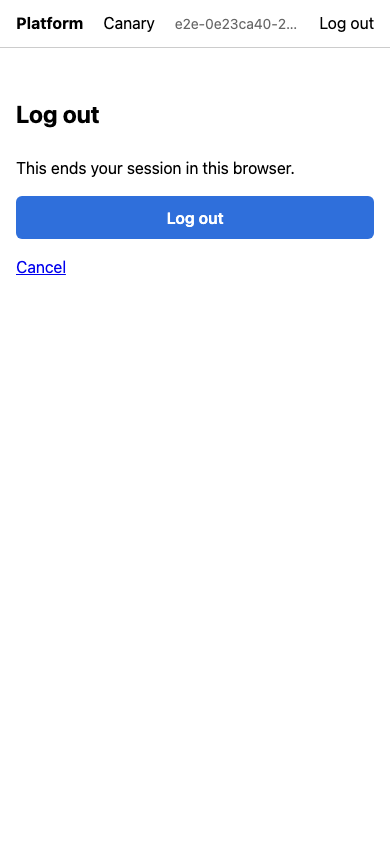 Platform Canary e2e-0e23ca40-2... Log out
Log out
This ends your session in this browser.
Log out
Cancel